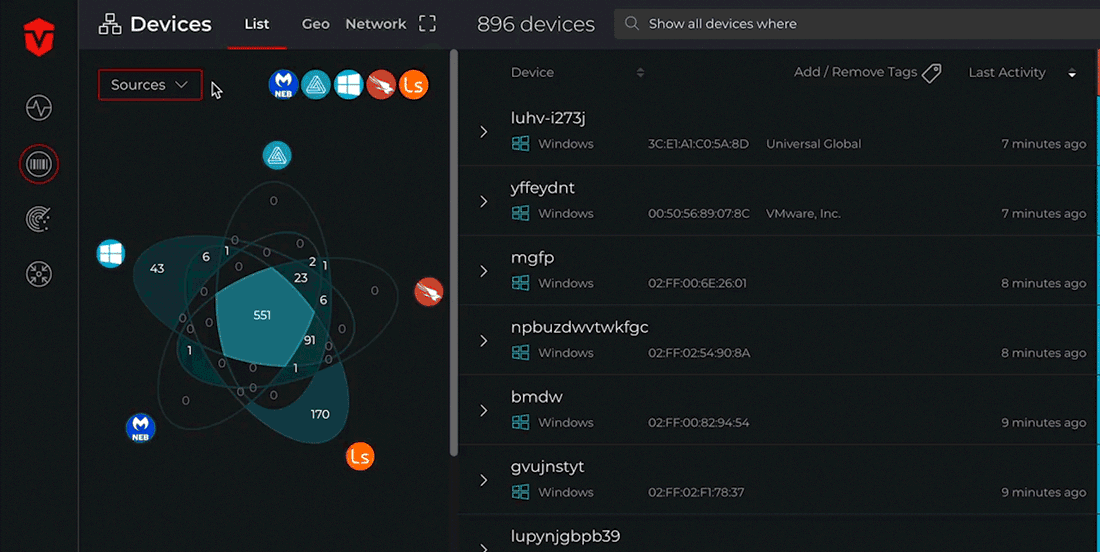 Devices List Geo Network 896 devices Show all devices where
Sources NEB Ls
Device Add / Remove Tags Last Activity
0
43 6 1 0 0 0 0 2 1
23 6 0
0 0 551
0 0 0 0 91 0
1 0 0 0 1 0
0 0 0 0
170
NEB
Ls
luhv-i273j
Windows 3C:E1:A1:C0:5A:8D Universal Global 7 minutes ago
yffeydnt
Windows 00:50:56:89:07:8C VMware, Inc. 7 minutes ago
mgfp
Windows 02:FF:00:6E:26:01 8 minutes ago
npbuzdwvtwkfgc
Windows 02:FF:02:54:90:8A 8 minutes ago
bmdw
Windows 02:FF:00:82:94:54 9 minutes ago
gvujnstyt
Windows 02:FF:02:F1:78:37 9 minutes ago
lupynjgbpb39